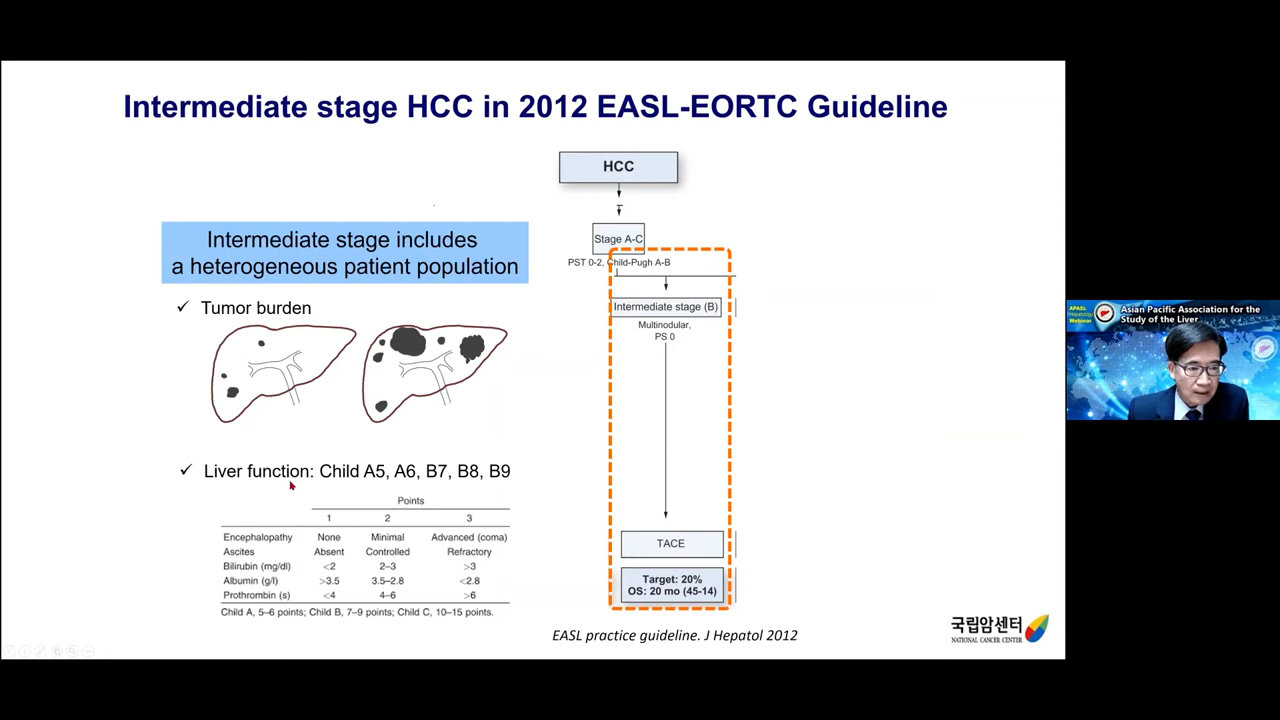 Intermediate stage HCC in 2012 EASL-EORTC Guideline
HCC
Stage A-C
PST 0-2, Child-Pugh A-B
Intermediate stage includes
a heterogeneous patient population
✓ Tumor burden
Intermediate stage (B)
Multinodular,
PS 0
✓ Liver function: Child A5, A6, B7, B8, B9
Points
1 2 3
Encephalopathy None Minimal Advanced (coma)
Ascites Absent Controlled Refractory
Bilirubin (mg/dl) <2 2–3 >3
Albumin (g/l) >3.5 3.5–2.8 <2.8
Prothrombin (s) <4 4–6 >6
Child A, 5–6 points; Child B, 7–9 points; Child C, 10–15 points.
TACE
Target: 20%
OS: 20 mo (45-14)
EASL practice guideline. J Hepatol 2012
국립암센터
NATIONAL CANCER CENTER
APASL
Hepatology
Webinar
Asian Pacific Association for the
Study of the Liver